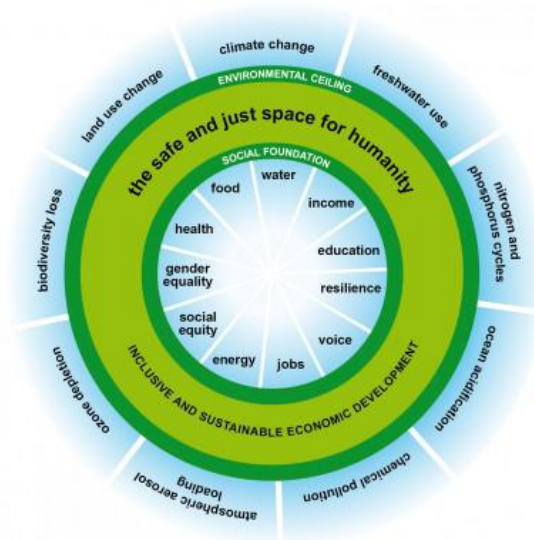 climate change
freshwater use
nitrogen and
phosphorus cycles
ocean acidification
chemical pollution
atmospheric aerosol
loading
ozone depletion
biodiversity loss
land use change
ENVIRONMENTAL CEILING
the safe and just space for humanity
SOCIAL FOUNDATION
water
income
education
resilience
voice
jobs
energy
social
equity
gender
equality
health
food
INCLUSIVE AND SUSTAINABLE ECONOMIC DEVELOPMENT